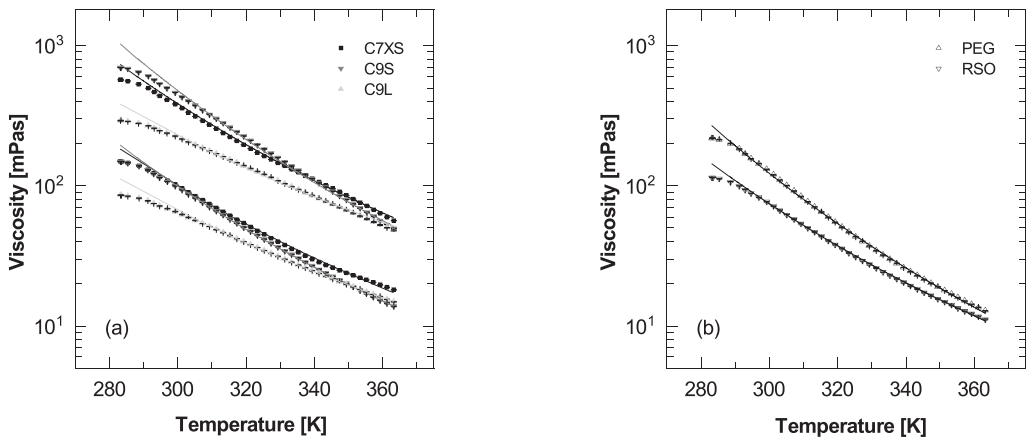 Viscosity [mPas]
10³
10²
10¹
C7XS
C9S
C9L
(a)
280 300 320 340 360
Temperature [K]
Viscosity [mPas]
10³
10²
10¹
PEG
RSO
(b)
280 300 320 340 360
Temperature [K]